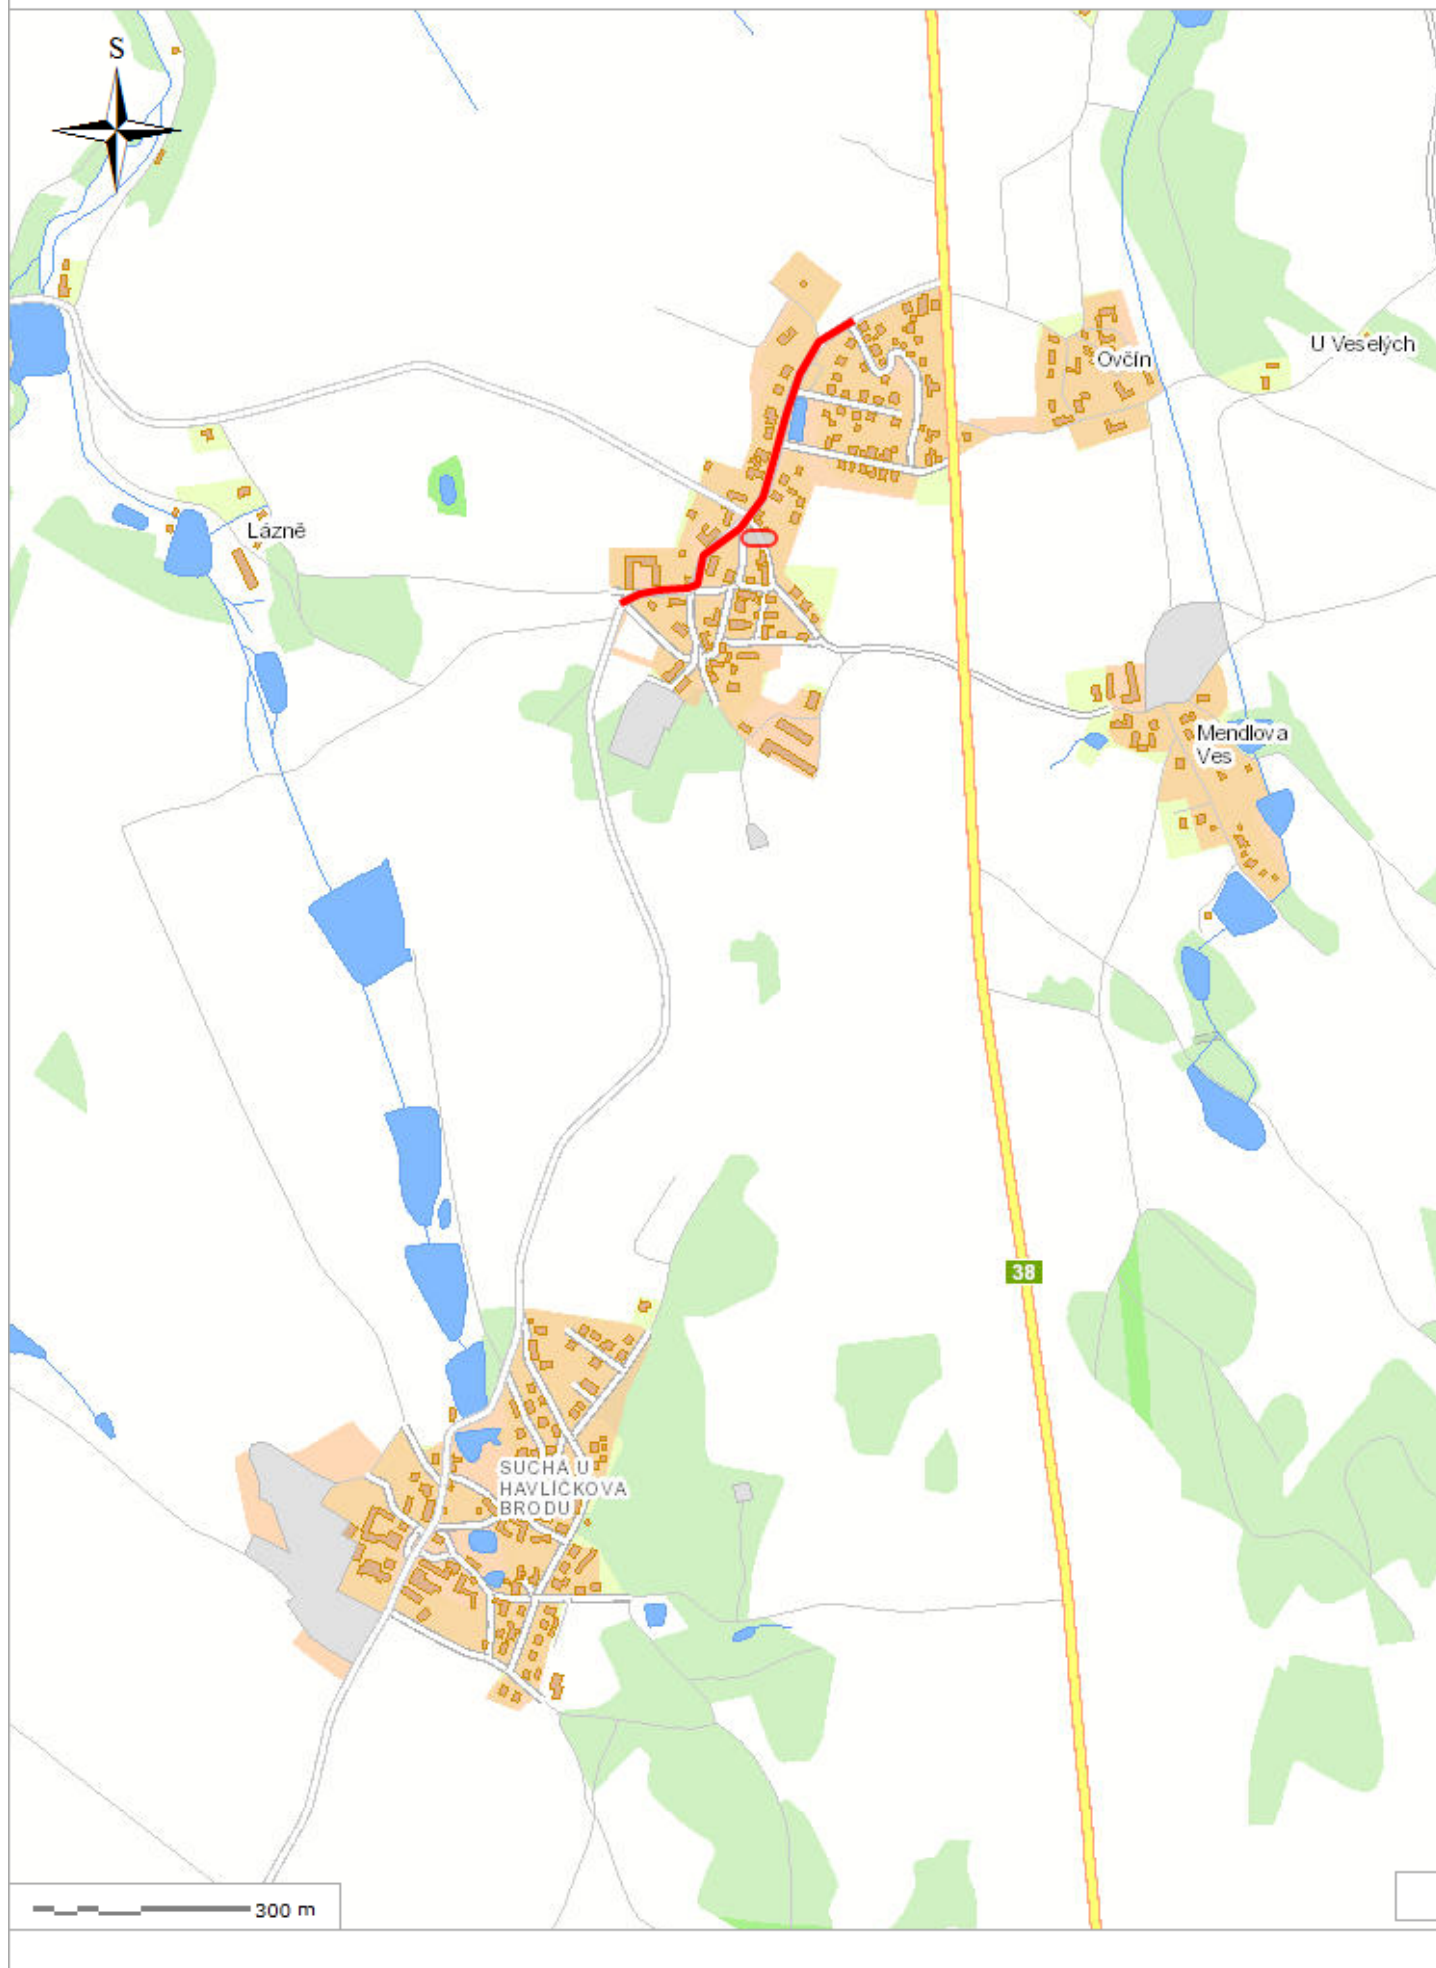 S
U Veselých
Ovčín
Lázně
Mendlova
Ves
38
SUCHÁ U
HAVLÍČKOVA
BRODU
300 m